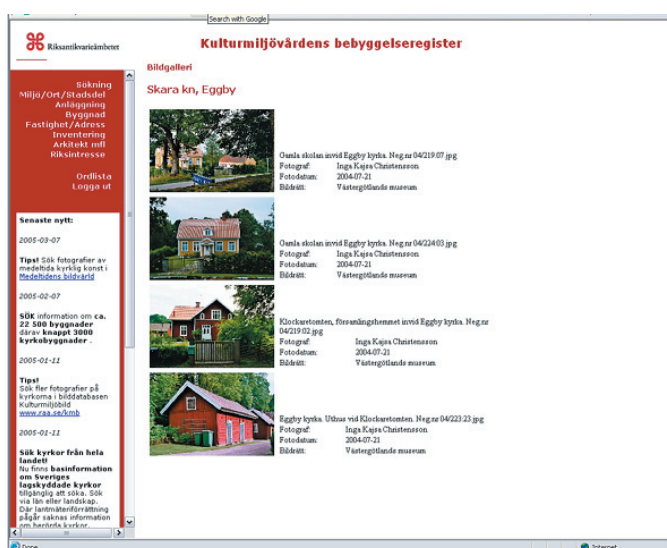 Search with Google
Riksantikvarieämbetet
Kulturmiljövårdens bebyggelseregister
Sökning
Miljö/Ort/Stadsdel
Anläggning
Byggnad
Fastighet/Adress
Inventering
Arkitekt mfl
Riksintresse
Ordlista
Logga ut
Senaste nytt:
2005-03-07
Tips! Sök fotografier av
medeltida kyrklig konst i
Medeltidens bildvärld
2005-02-07
SÖK information om ca.
22 500 byggnader
därav knappt 3000
kyrkobyggnader .
2005-01-11
Tips!
Sök fler fotografier på
kyrkorna i bilddatabasen
Kulturmiljöbild
www.raa.se/kmb
2005-01-11
Sök kyrkor från hela
landet!
Nu finns basinformation
om Sveriges
lagskyddade kyrkor
tillgänglig att söka. Sök
via län eller landskap.
Där lantmäteriförrättning
pågår saknas information
om berörda kyrkor.
Bildgalleri
Skara kn, Eggby
Gamla skolan invid Eggby kyrka. Neg.nr 04/219:07.jpg
Fotograf: Inga Kajsa Christensson
Fotodatum: 2004-07-21
Bildrätt: Västergötlands museum
Gamla skolan invid Eggby kyrka. Neg.nr 04/224:03.jpg
Fotograf: Inga Kajsa Christensson
Fotodatum: 2004-07-21
Bildrätt: Västergötlands museum
Klockaretomten, församlingshemmet invid Eggby kyrka. Neg.nr
04/219:02.jpg
Fotograf: Inga Kajsa Christensson
Fotodatum: 2004-07-21
Bildrätt: Västergötlands museum
Eggby kyrka. Uthus vid Klockaretomten. Neg.nr 04/223:23.jpg
Fotograf: Inga Kajsa Christensson
Fotodatum: 2004-07-21
Bildrätt: Västergötlands museum
Done
Internet